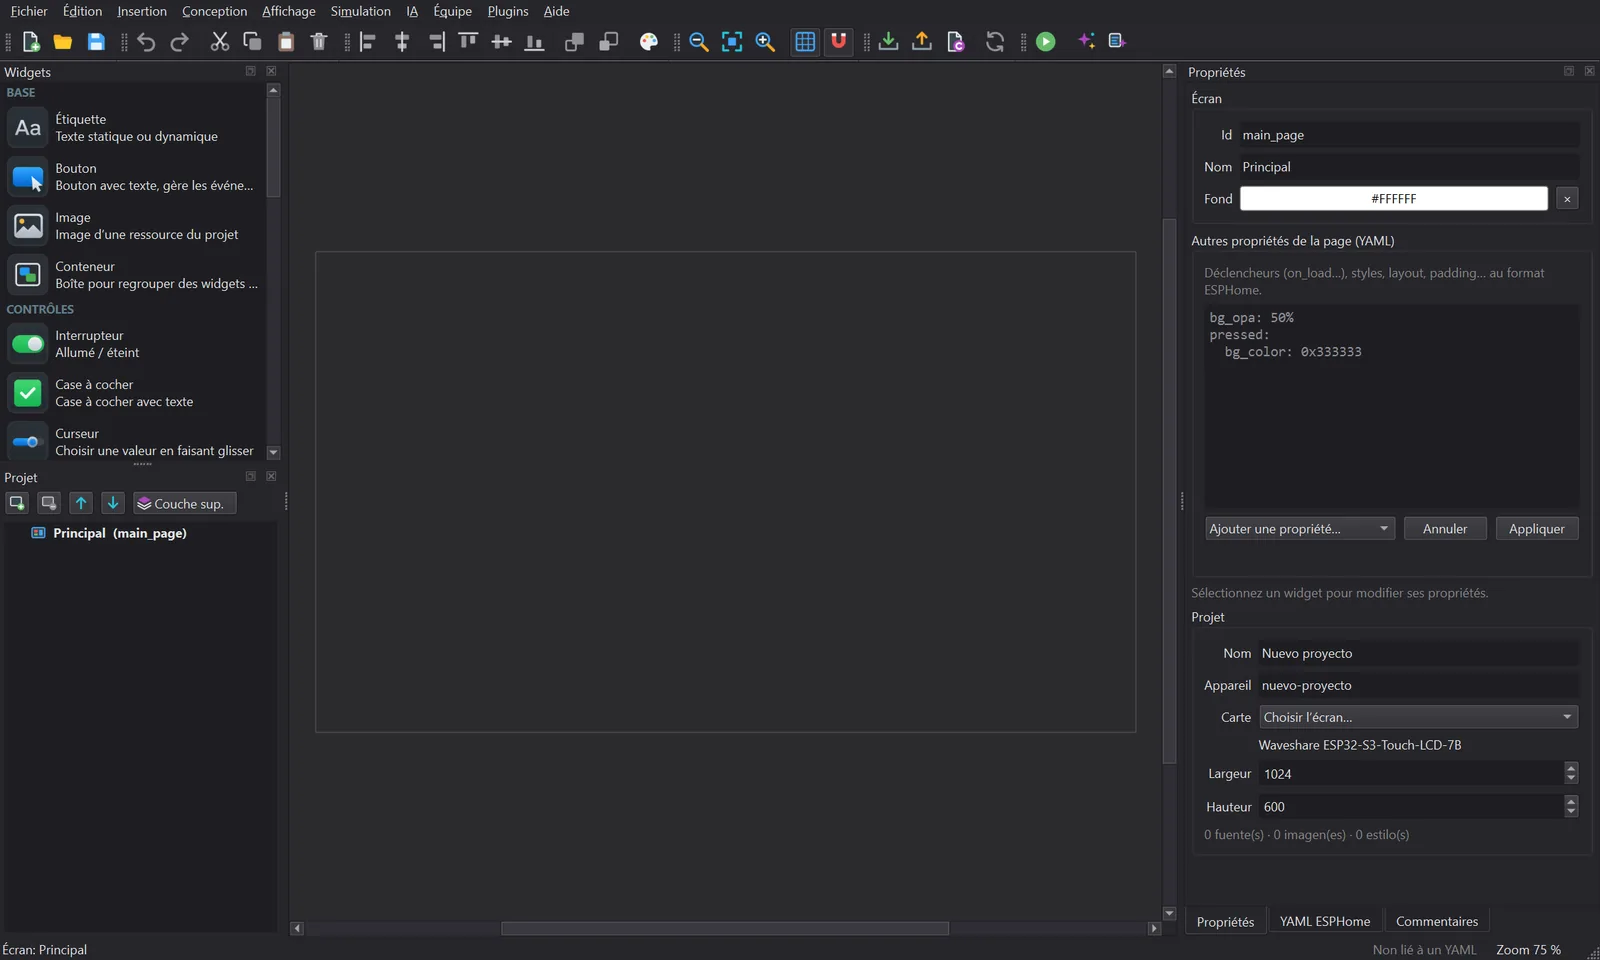 Fichier Édition Insertion Conception Affichage Simulation IA Équipe Plugins Aide
Widgets
BASE
Aa
Étiquette
Texte statique ou dynamique
Bouton
Bouton avec texte, gère les événe...
Image
Image d’une ressource du projet
Conteneur
Boîte pour regrouper des widgets ...
CONTRÔLES
Interrupteur
Allumé / éteint
Case à cocher
Case à cocher avec texte
Curseur
Choisir une valeur en faisant glisser
Projet
Couche sup.
Principal (main_page)
Écran: Principal
Propriétés
Écran
Id main_page
Nom Principal
Fond #FFFFFF
Autres propriétés de la page (YAML)
Déclencheurs (on_load...), styles, layout, padding... au format
ESPHome.
bg_opa: 50%
pressed:
bg_color: 0x333333
Ajouter une propriété... Annuler Appliquer
Sélectionnez un widget pour modifier ses propriétés.
Projet
Nom Nuevo proyecto
Appareil nuevo-proyecto
Carte Choisir l’écran...
Waveshare ESP32-S3-Touch-LCD-7B
Largeur 1024
Hauteur 600
0 fuente(s) · 0 imagen(es) · 0 estilo(s)
Propriétés YAML ESPHome Commentaires
Non lié à un YAML Zoom 75 %